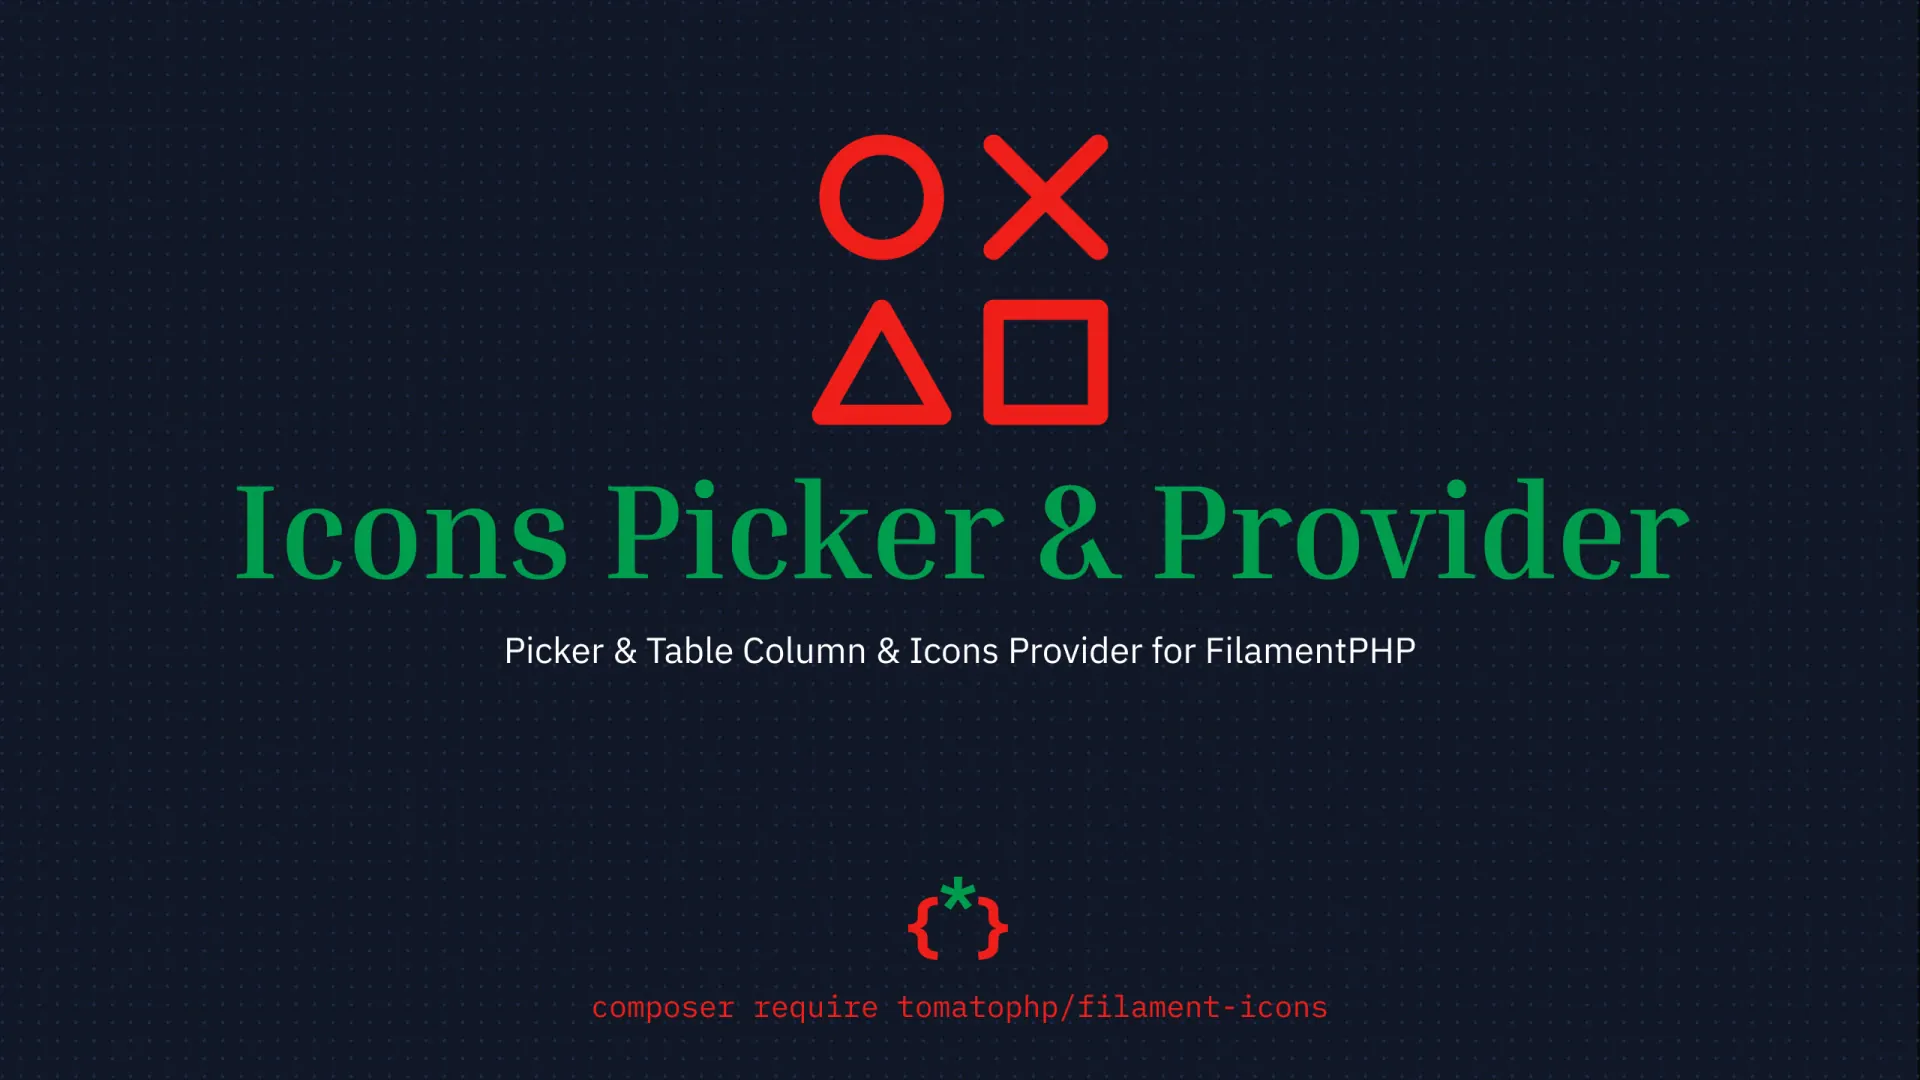 Icons Picker & Provider
Picker & Table Column & Icons Provider for FilamentPHP
{*}
composer require tomatophp/filament-icons